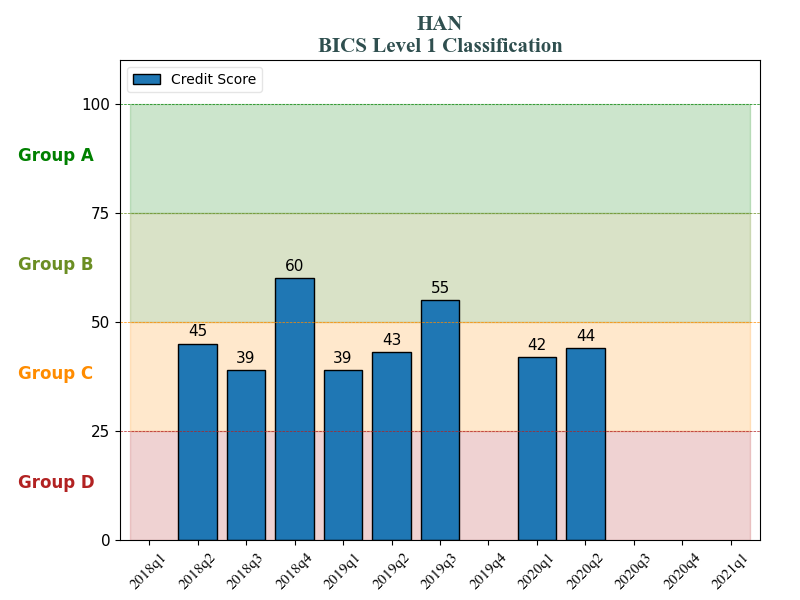 HAN
BICS Level 1 Classification
Credit Score
100
Group A
75
Group B
60
55
50
45
39
39
43
42
44
Group C
25
Group D
0
2018q1
2018q2
2018q3
2018q4
2019q1
2019q2
2019q3
2019q4
2020q1
2020q2
2020q3
2020q4
2021q1